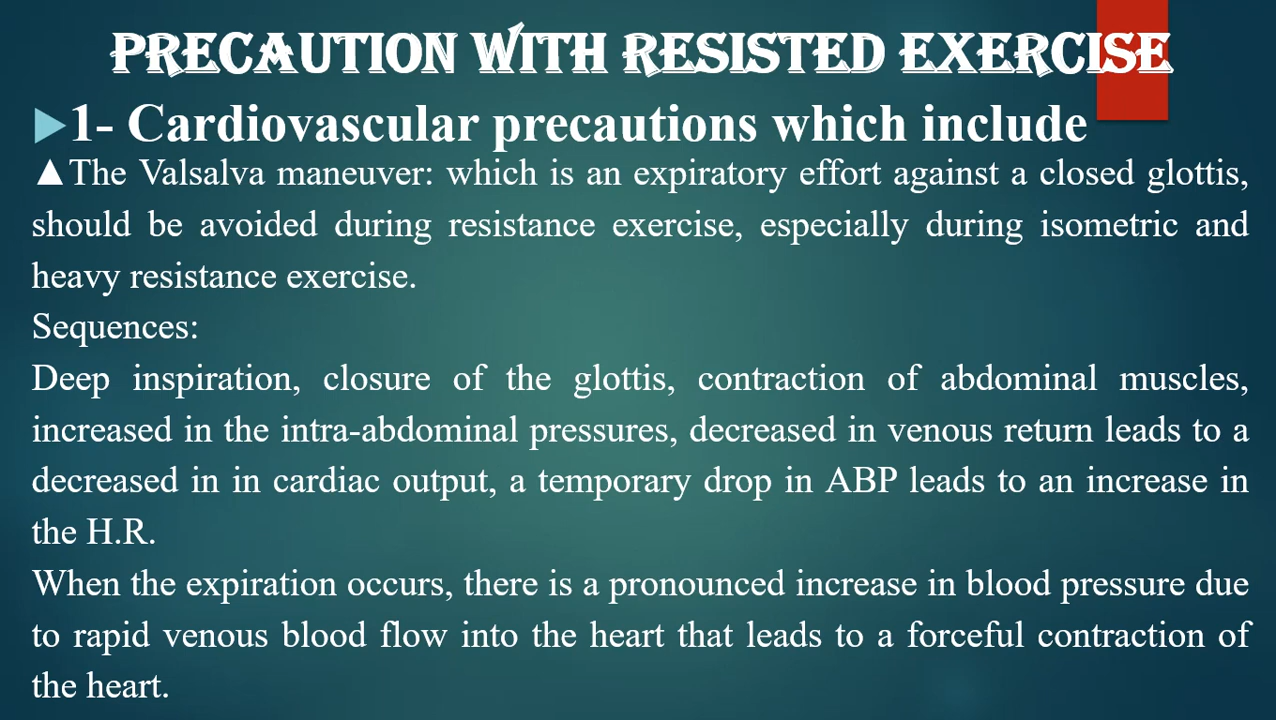 PRECAUTION WITH RESISTED EXERCISE
▶1- Cardiovascular precautions which include
▲The Valsalva maneuver: which is an expiratory effort against a closed glottis,
should be avoided during resistance exercise, especially during isometric and
heavy resistance exercise.
Sequences:
Deep inspiration, closure of the glottis, contraction of abdominal muscles,
increased in the intra-abdominal pressures, decreased in venous return leads to a
decreased in in cardiac output, a temporary drop in ABP leads to an increase in
the H.R.
When the expiration occurs, there is a pronounced increase in blood pressure due
to rapid venous blood flow into the heart that leads to a forceful contraction of
the heart.